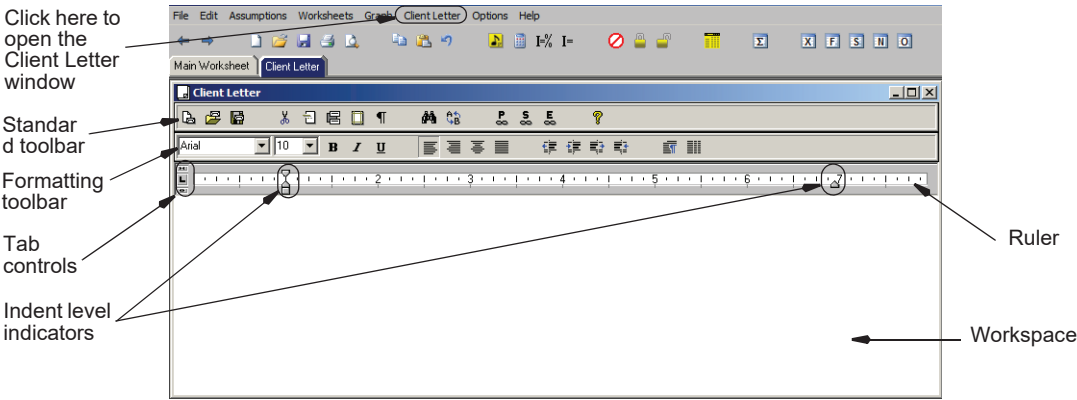 Click here to
open the
Client Letter
window
File Edit Assumptions Worksheets Graph Client Letter Options Help
I=% I=
Σ X F S N O
Main Worksheet Client Letter
Client Letter
Standar
d toolbar
A B P S E ?
Formatting
toolbar
Arial 10 B I U
2 3 4 5 6 7
Tab
controls
Ruler
Indent level
indicators
Workspace